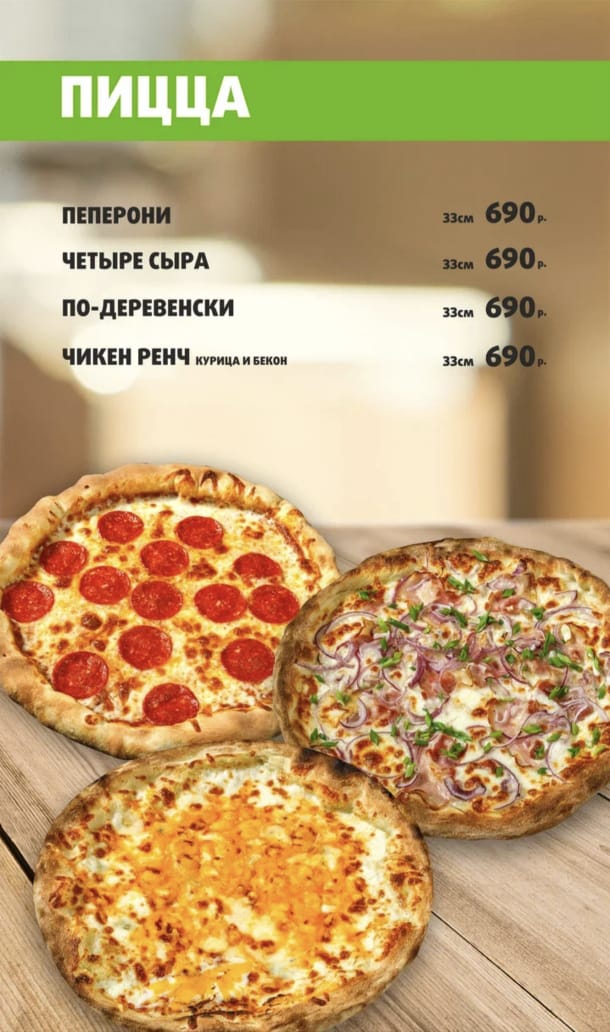 ПИЦЦА
ПЕПЕРОНИ 33см 690 р.
ЧЕТЫРЕ СЫРА 33см 690 р.
ПО-ДЕРЕВЕНСКИ 33см 690 р.
ЧИКЕН РЕНЧ КУРИЦА И БЕКОН 33см 690 р.